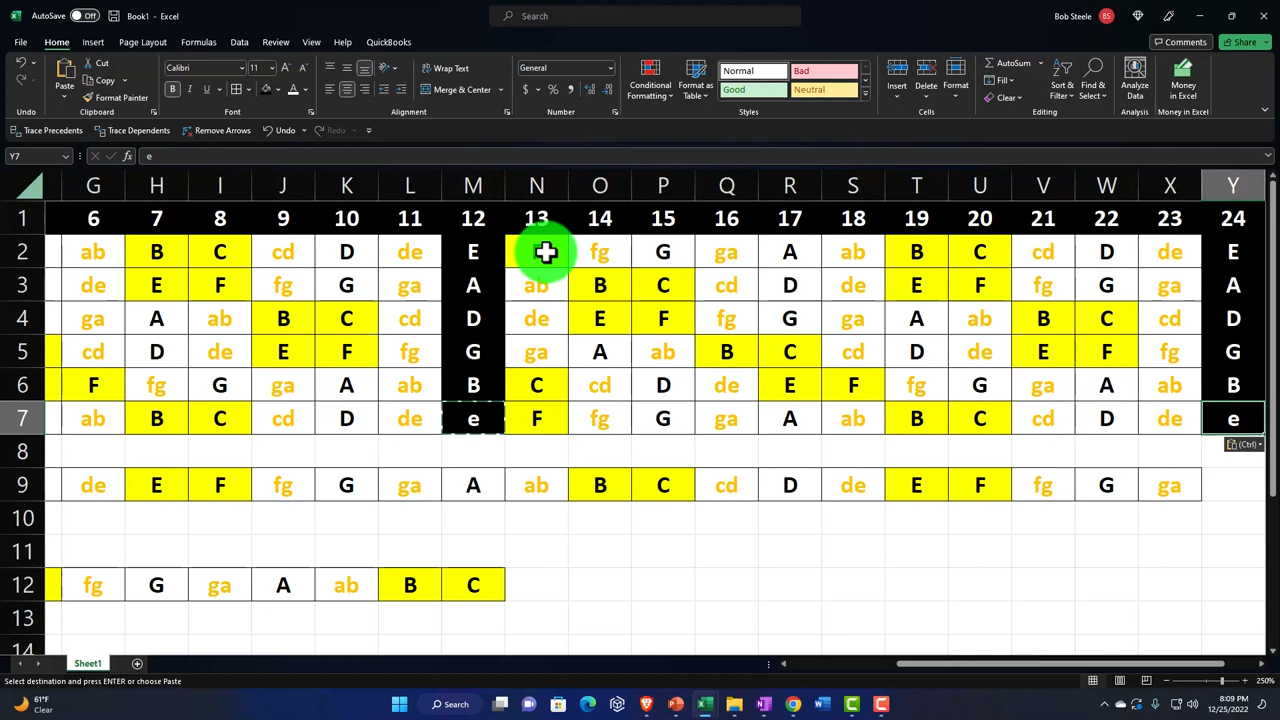 AutoSave Off Book1 - Excel Search Bob Steele BS
File Home Insert Page Layout Formulas Data Review View Help QuickBooks Comments Share
Paste Cut Copy Format Painter Calibri 11 Wrap Text Merge & Center General Conditional Formatting Format as Table Normal Bad Good Neutral Insert Delete Format AutoSum Fill Clear Sort & Filter Find & Select Analyze Data Money in Excel
Undo Clipboard Font Alignment Number Styles Cells Editing Analysis Money in Excel
Trace Precedents Trace Dependents Remove Arrows Undo Redo
Y7 fx e
G H I J K L M N O P Q R S T U V W X Y
1 6 7 8 9 10 11 12 13 14 15 16 17 18 19 20 21 22 23 24
2 ab B C cd D de E fg G ga A ab B C cd D de E
3 de E F fg G ga A ab B C cd D de E F fg G ga A
4 ga A ab B C cd D de E F fg G ga A ab B C cd D
5 cd D de E F fg G ga A ab B C cd D de E F fg G
6 F fg G ga A ab B C cd D de E F fg G ga A ab B
7 ab B C cd D de e F fg G ga A ab B C cd D de e
8 (Ctrl)
9 de E F fg G ga A ab B C cd D de E F fg G ga
10
11
12 fg G ga A ab B C
13
14
Sheet1
Select destination and press ENTER or choose Paste 250%
61°F Clear Search 8:09 PM 12/25/2022